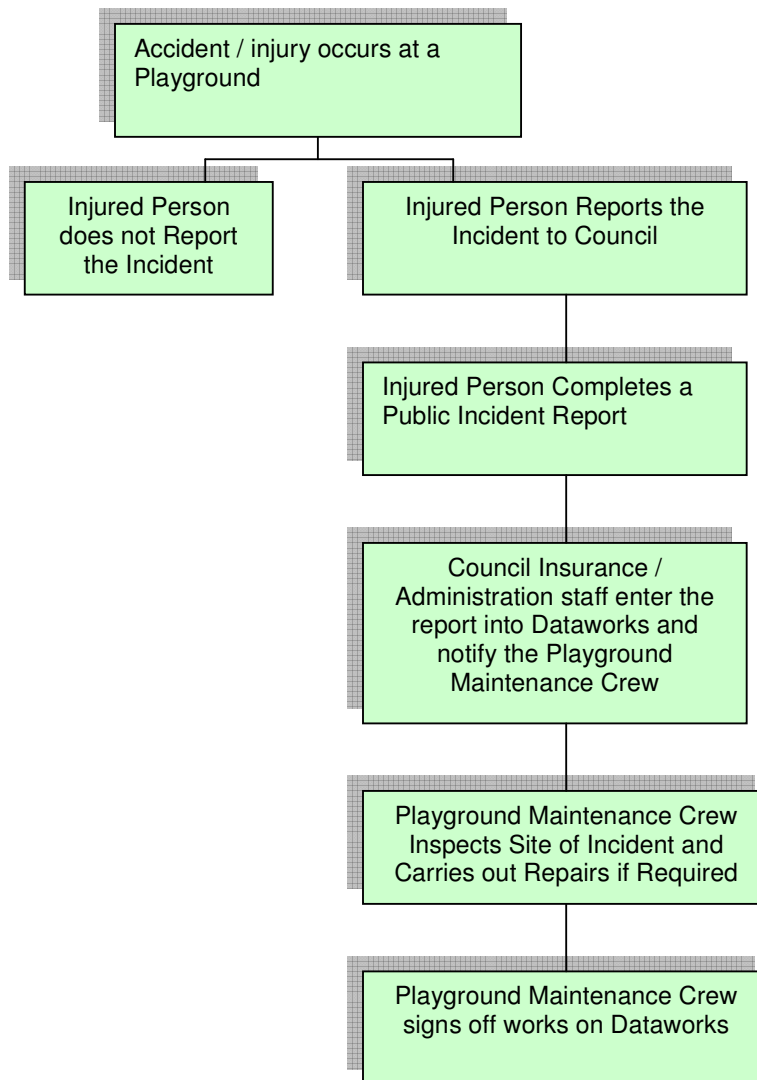 Accident / injury occurs at a
Playground
Injured Person
does not Report
the Incident
Injured Person Reports the
Incident to Council
Injured Person Completes a
Public Incident Report
Council Insurance /
Administration staff enter the
report into Dataworks and
notify the Playground
Maintenance Crew
Playground Maintenance Crew
Inspects Site of Incident and
Carries out Repairs if Required
Playground Maintenance Crew
signs off works on Dataworks